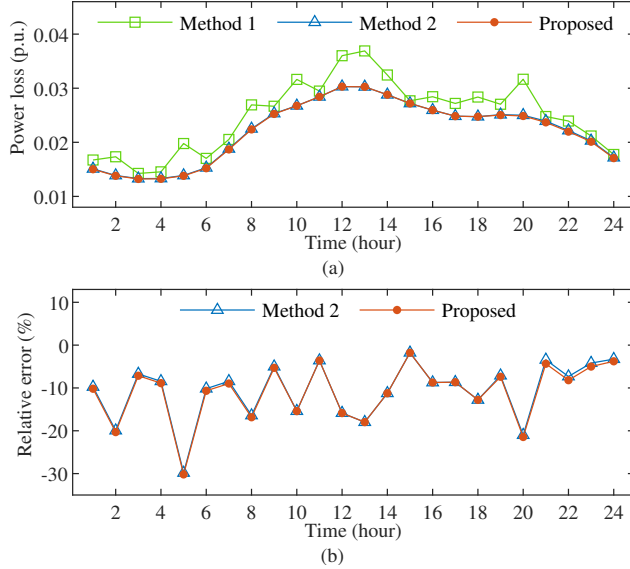 Method 1 Method 2 Proposed
Power loss (p.u.)
0.04
0.03
0.02
0.01
2 4 6 8 10 12 14 16 18 20 22 24
Time (hour)
(a)
Method 2 Proposed
Relative error (%)
10
0
-10
-20
-30
2 4 6 8 10 12 14 16 18 20 22 24
Time (hour)
(b)